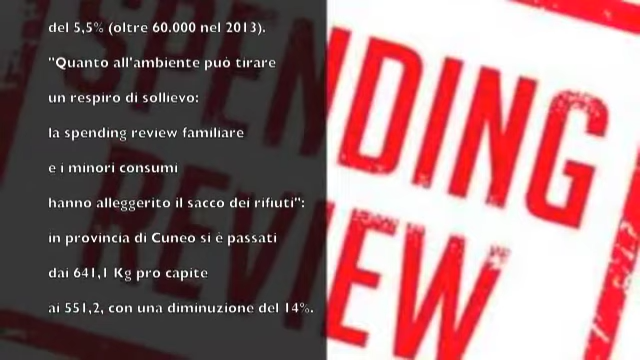 del 5,5% (oltre 60.000 nel 2013).
"Quanto all'ambiente può tirare
un respiro di sollievo:
la spending review familiare
e i minori consumi
hanno alleggerito il sacco dei rifiuti":
in provincia di Cuneo si è passati
dai 641,1 Kg pro capite
ai 551,2, con una diminuzione del 14%.
SPENDING
REVIEW